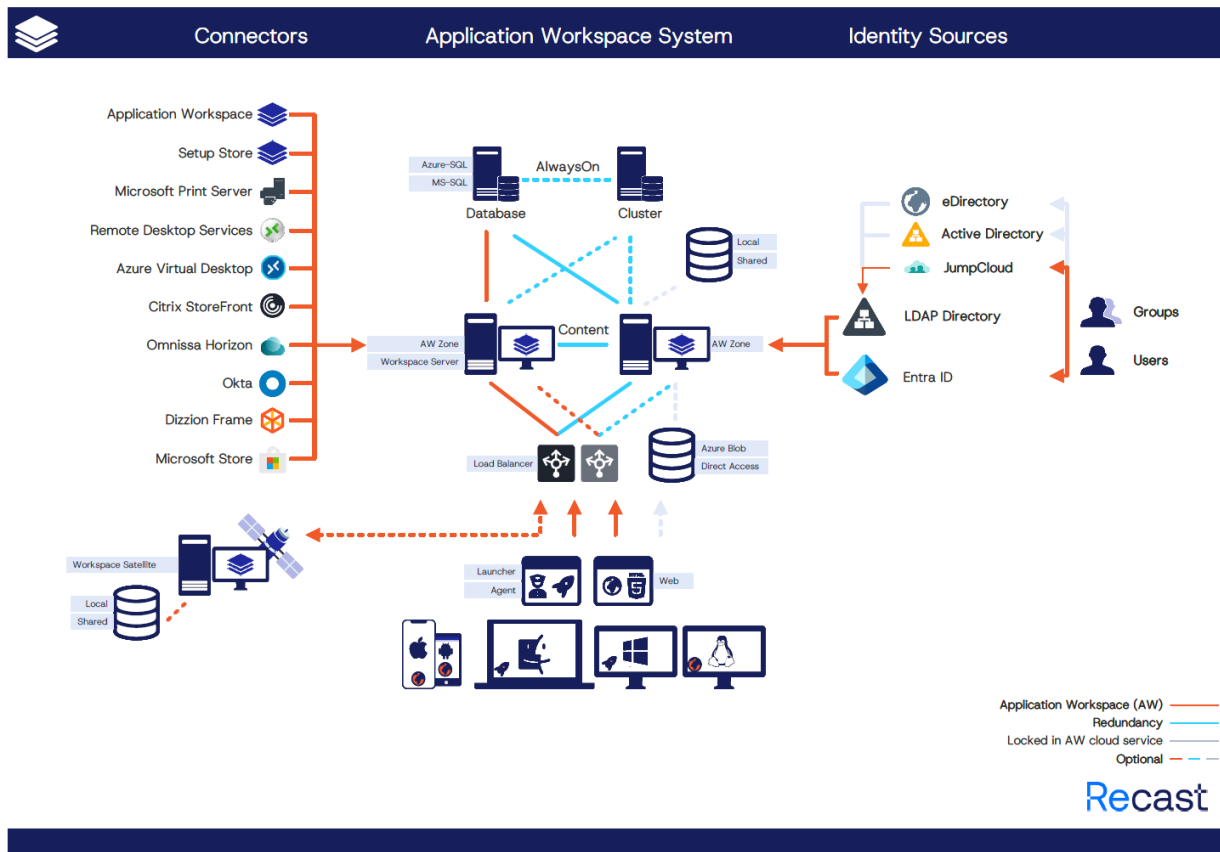 Connectors
Application Workspace System
Identity Sources
Application Workspace
Setup Store
Microsoft Print Server
Remote Desktop Services
Azure Virtual Desktop
Citrix StoreFront
Omnissa Horizon
Okta
Dizzion Frame
Microsoft Store
Azure-SQL
MS-SQL
AlwaysOn
Database
Cluster
Local
Shared
AW Zone
Workspace Server
Content
AW Zone
Load Balancer
Azure Blob
Direct Access
eDirectory
Active Directory
JumpCloud
LDAP Directory
Entra ID
Groups
Users
Workspace Satellite
Local
Shared
Launcher
Agent
HTML
5
Web
Application Workspace (AW)
Redundancy
Locked in AW cloud service
Optional
Recast